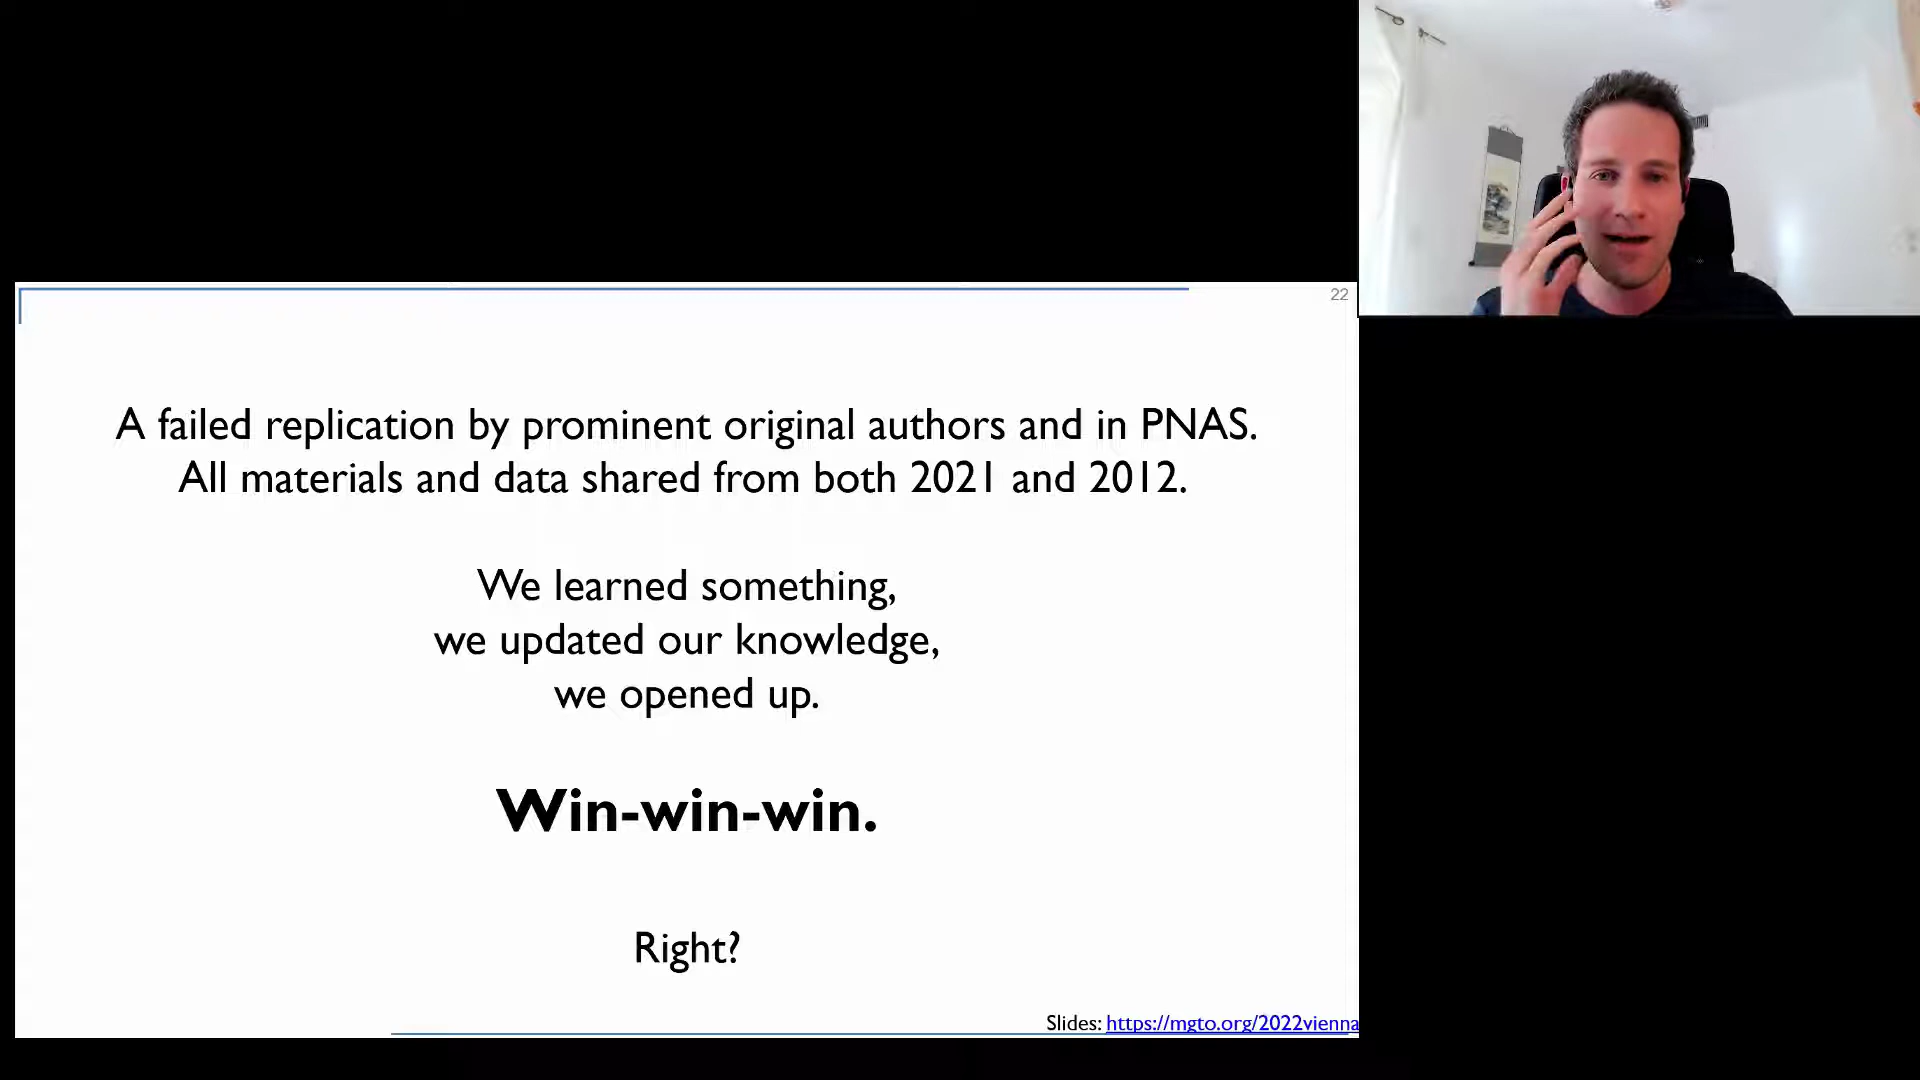 22
A failed replication by prominent original authors and in PNAS.
All materials and data shared from both 2021 and 2012.
We learned something,
we updated our knowledge,
we opened up.
Win-win-win.
Right?
Slides: https://mgto.org/2022vienna